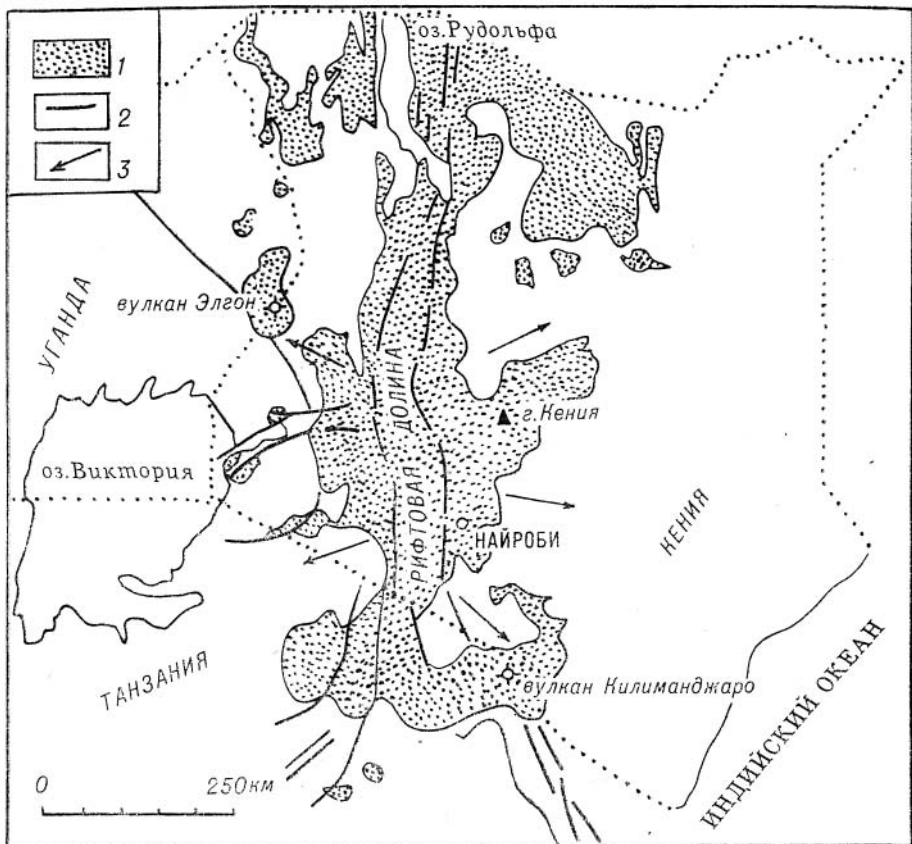 оз.Рудольфа
1
2
3
вулкан Элгон
УГАНДА
ДОЛИНА
г.Кения
оз.Виктория
РИФТОВАЯ
НАЙРОБИ
КЕНИЯ
ТАНЗАНИЯ
вулкан Килиманджаро
ИНДИЙСКИЙ ОКЕАН
0 250км